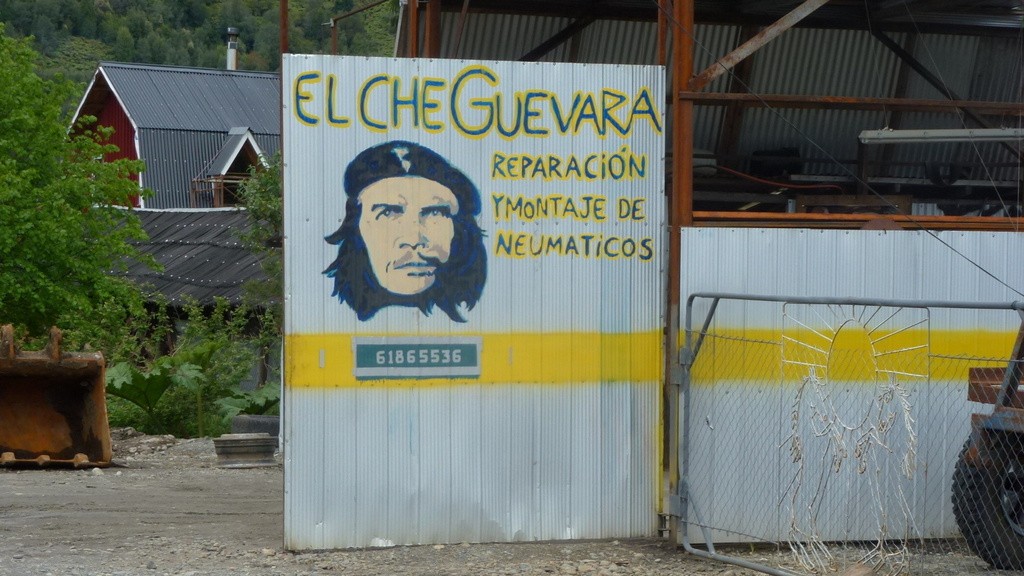 EL CHE GUEVARA
REPARACIÓN
Y MONTAJE DE
NEUMATICOS
61865536